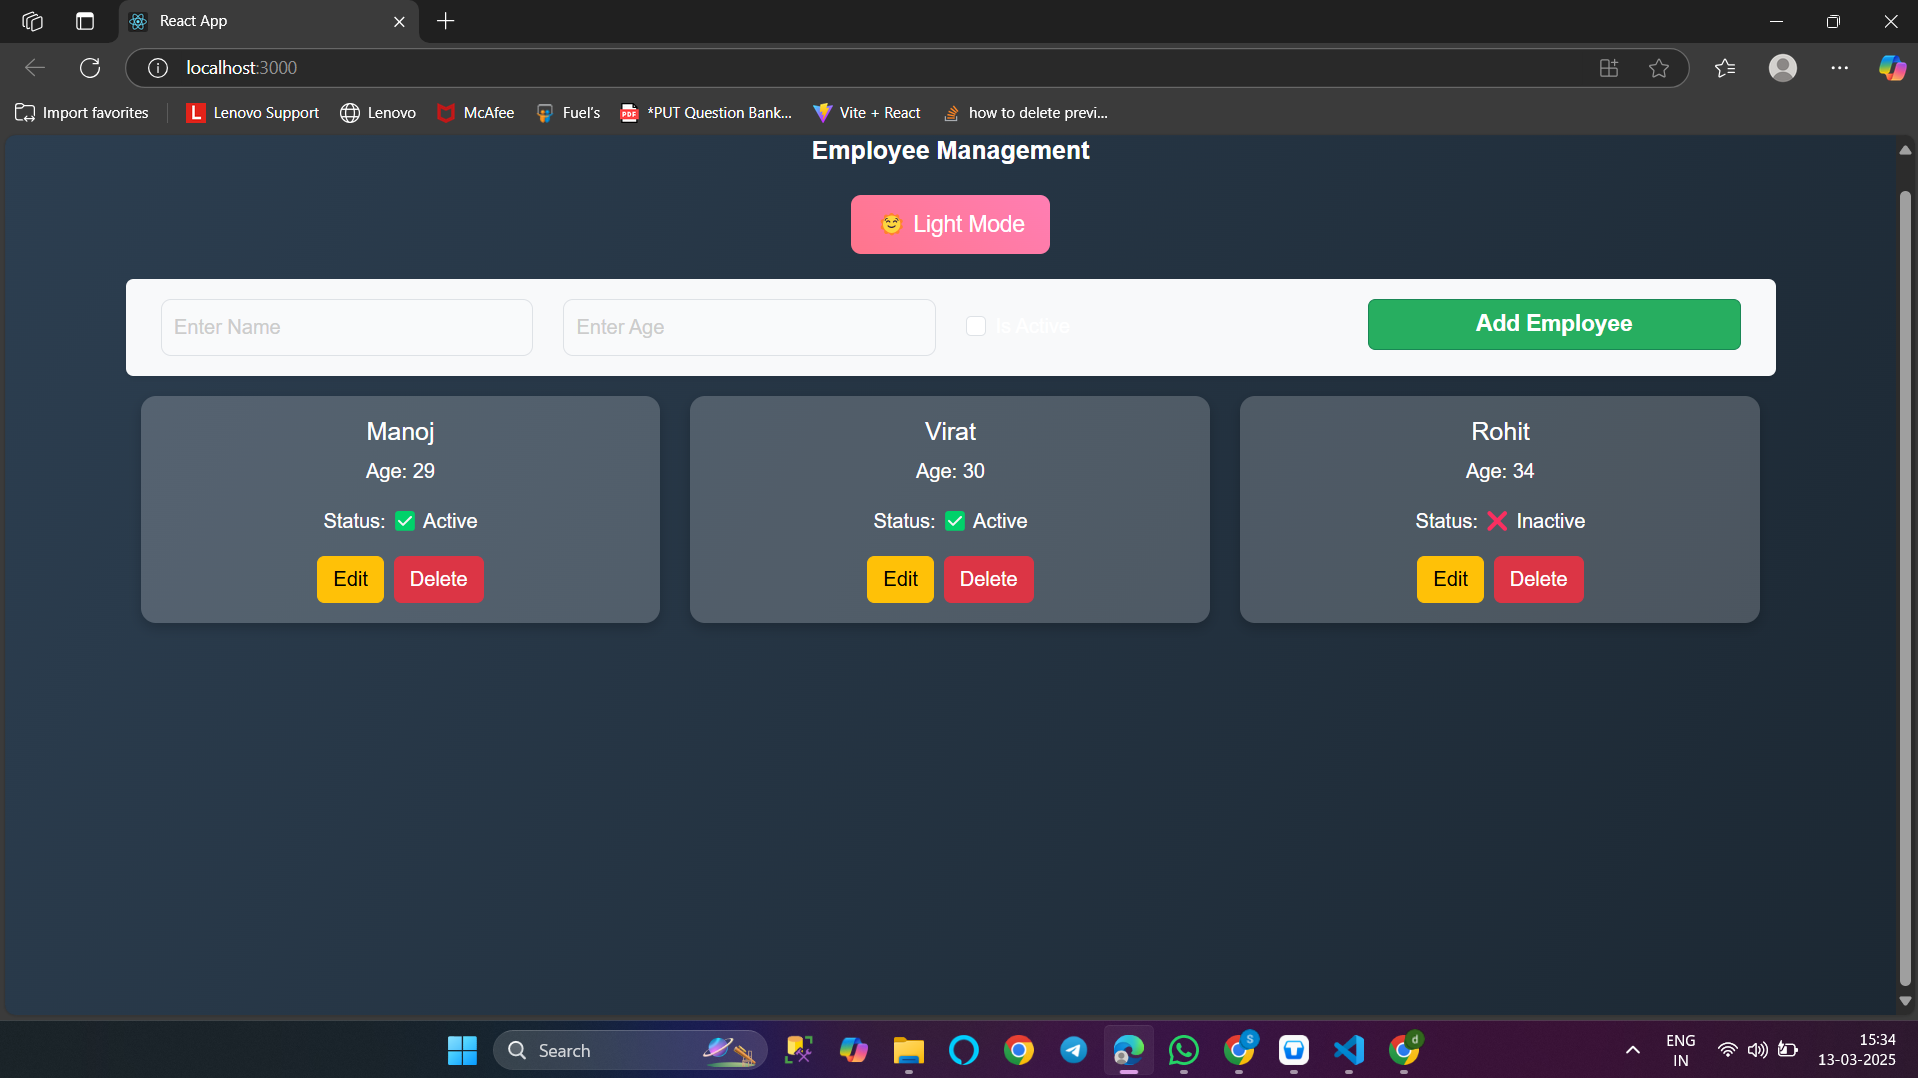 React App
localhost:3000
Import favorites
Lenovo Support
Lenovo
McAfee
Fuel's
*PUT Question Bank...
Vite + React
how to delete previ...
Employee Management
😊 Light Mode
Enter Name
Enter Age
Is Active
Add Employee
Manoj
Age: 29
Status: ✅ Active
Edit
Delete
Virat
Age: 30
Status: ✅ Active
Edit
Delete
Rohit
Age: 34
Status: ❌ Inactive
Edit
Delete
Search
ENG
IN
15:34
13-03-2025